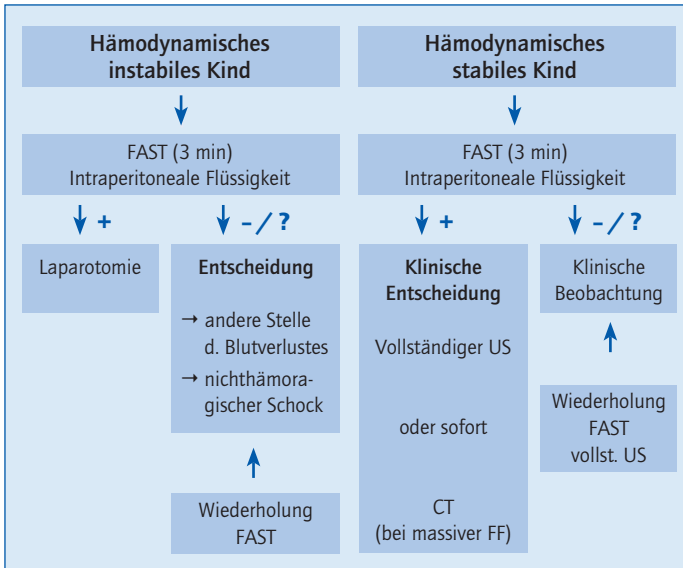 Hämodynamisches
instabiles Kind
FAST (3 min)
Intraperitoneale Flüssigkeit
+
– / ?
Laparotomie
Entscheidung
→ andere Stelle
d. Blutverlustes
→ nichthämora-
gischer Schock
Wiederholung
FAST
Hämodynamisches
stabiles Kind
FAST (3 min)
Intraperitoneale Flüssigkeit
+
– / ?
Klinische
Entscheidung
Vollständiger US
oder sofort
CT
(bei massiver FF)
Klinische
Beobachtung
Wiederholung
FAST
vollst. US